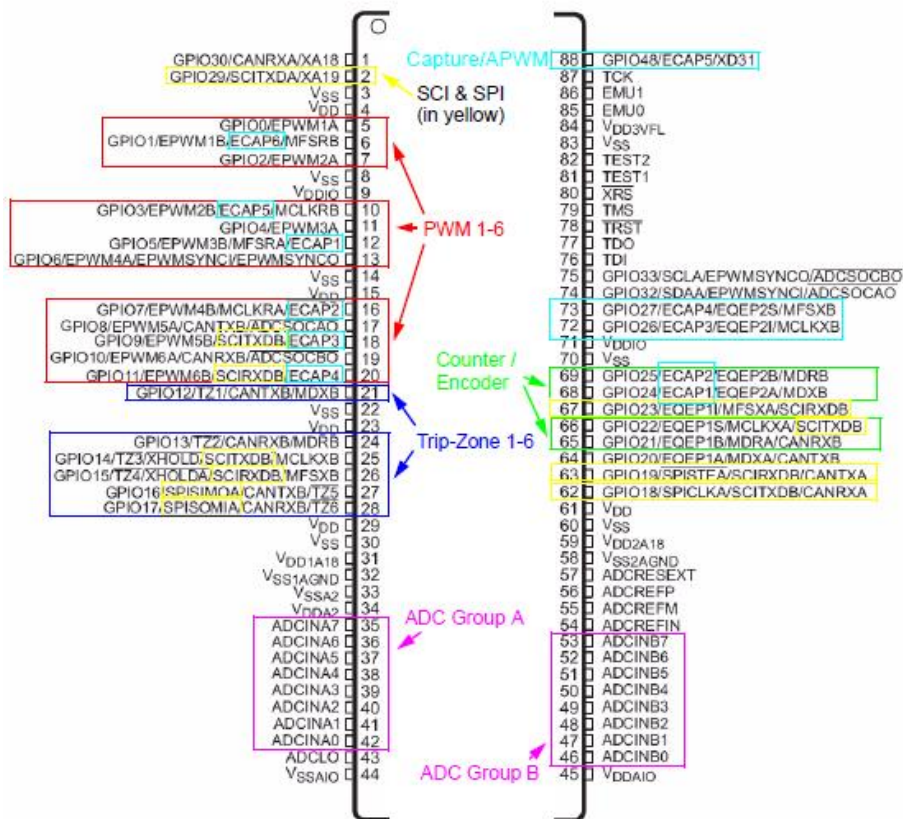 GPIO30/CANRXA/XA18 1
GPIO29/SCITXDA/XA19 2
VSS 3
VDD 4
GPIO0/EPWM1A 5
GPIO1/EPWM1B/ECAP6/MFSRB 6
GPIO2/EPWM2A 7
VSS 8
VDDIO 9
GPIO3/EPWM2B/ECAP5/MCLKRB 10
GPIO4/EPWM3A 11
GPIO5/EPWM3B/MFSRA/ECAP1 12
GPIO6/EPWM4A/EPWMSYNCI/EPWMSYNCO 13
VSS 14
VDD 15
GPIO7/EPWM4B/MCLKRA/ECAP2 16
GPIO8/EPWM5A/CANTXB/ADCSOCAO 17
GPIO9/EPWM5B/SCITXDB/ECAP3 18
GPIO10/EPWM6A/CANRXB/ADCSOCBO 19
GPIO11/EPWM6B/SCIRXDB/ECAP4 20
GPIO12/TZ1/CANTXB/MDXB 21
VSS 22
VDD 23
GPIO13/TZ2/CANRXB/MDRB 24
GPIO14/TZ3/XHOLD/SCITXDB/MCLKXB 25
GPIO15/TZ4/XHOLDA/SCIRXDB/MFSXB 26
GPIO16/SPISIMOA/CANTXB/TZ5 27
GPIO17/SPISOMIA/CANRXB/TZ6 28
VDD 29
VSS 30
VDD1A18 31
VSS1AGND 32
VSSA2 33
VDDA2 34
ADCINA7 35
ADCINA6 36
ADCINA5 37
ADCINA4 38
ADCINA3 39
ADCINA2 40
ADCINA1 41
ADCINA0 42
ADCLO 43
VSSAIO 44
SCI & SPI
(in yellow)
PWM 1-6
Trip-Zone 1-6
ADC Group A
Capture/APWM
Counter /
Encoder
ADC Group B
88 GPIO48/ECAP5/XD31
87 TCK
86 EMU1
85 EMU0
84 VDD3VFL
83 VSS
82 TEST2
81 TEST1
80 XRS
79 TMS
78 TRST
77 TDO
76 TDI
75 GPIO33/SCLA/EPWMSYNCO/ADCSOCBO
74 GPIO32/SDAA/EPWMSYNCI/ADCSOCAO
73 GPIO27/ECAP4/EQEP2S/MFSXB
72 GPIO26/ECAP3/EQEP2I/MCLKXB
71 VDDIO
70 VSS
69 GPIO25/ECAP2/EQEP2B/MDRB
68 GPIO24/ECAP1/EQEP2A/MDXB
67 GPIO23/EQEP1I/MFSXA/SCIRXDB
66 GPIO22/EQEP1S/MCLKXA/SCITXDB
65 GPIO21/EQEP1B/MDRA/CANRXB
64 GPIO20/EQEP1A/MDXA/CANTXB
63 GPIO19/SPISTEA/SCIRXDB/CANTXA
62 GPIO18/SPICLKA/SCITXDB/CANRXA
61 VDD
60 VSS
59 VDD2A18
58 VSS2AGND
57 ADCRESEXT
56 ADCREFP
55 ADCREFM
54 ADCREFIN
53 ADCINB7
52 ADCINB6
51 ADCINB5
50 ADCINB4
49 ADCINB3
48 ADCINB2
47 ADCINB1
46 ADCINB0
45 VDDAIO